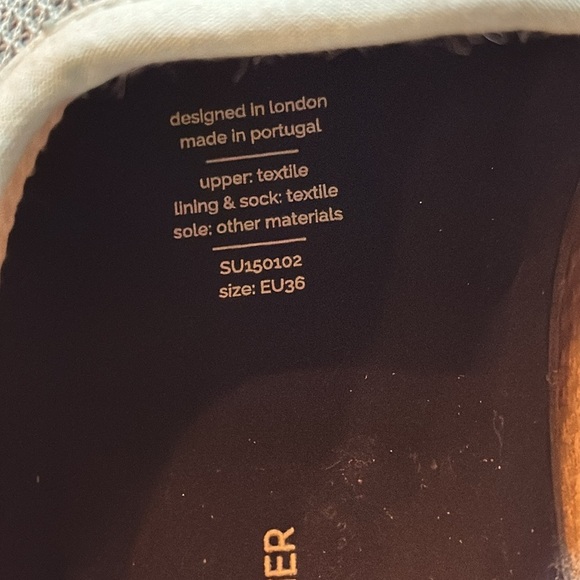 designed in london
made in portugal
upper: textile
lining & sock: textile
sole: other materials
SU150102
size: EU36